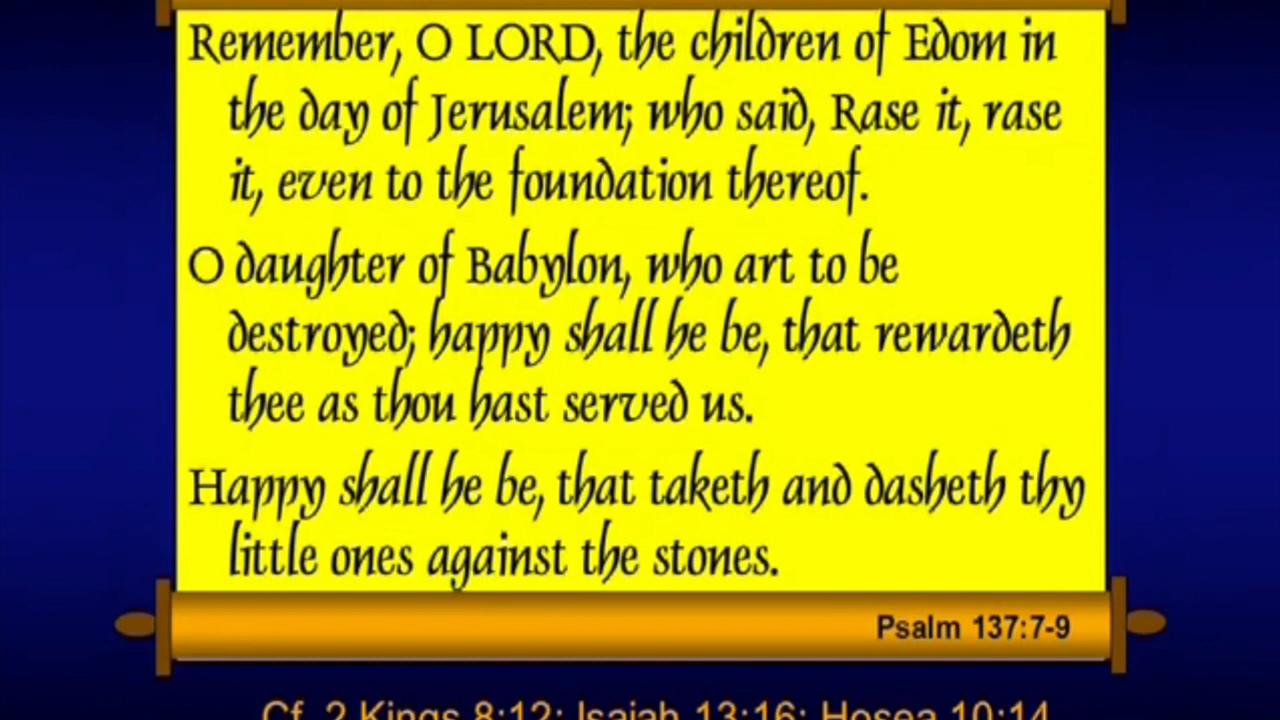 Remember, O LORD, the children of Edom in
the day of Jerusalem; who said, Rase it, rase
it, even to the foundation thereof.
O daughter of Babylon, who art to be
destroyed; happy shall he be, that rewardeth
thee as thou hast served us.
Happy shall he be, that taketh and dasheth thy
little ones against the stones.
Psalm 137:7-9
Cf. 2 Kings 8:12; Isaiah 13:16; Hosea 10:14